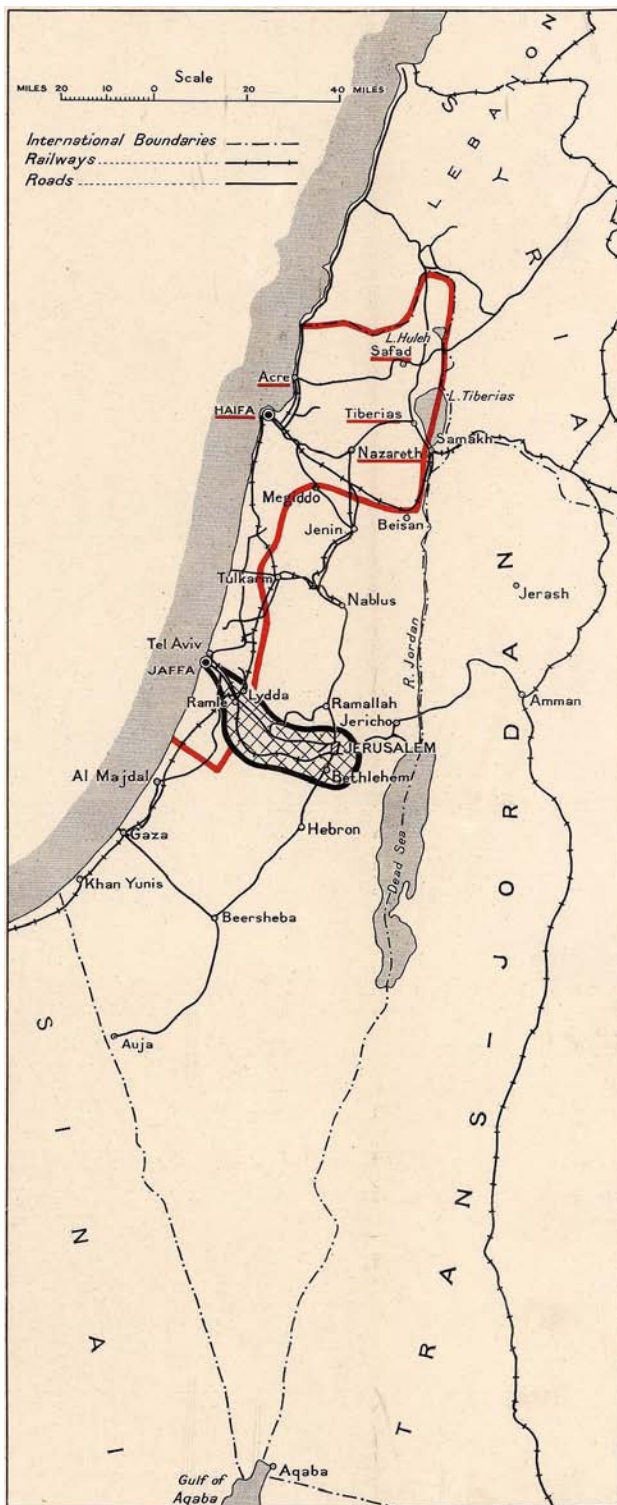 Scale
MILES 20 0 20 40 MILES
International Boundaries
Railways
Roads
LEBANON
SYRIA
L.Huleh
Safad
Acre
L.Tiberias
HAIFA
Tiberias
Samakh
Nazareth
Megiddo
Beisan
Jenin
Tulkarm
Jerash
Nablus
R. Jordan
Tel Aviv
JAFFA
Lydda
Amman
Ramle
Ramallah
Jericho
JERUSALEM
Al Majdal
Bethlehem
Gaza
Hebron
Dead Sea
Khan Yunis
Beersheba
Auja
SINAI
TRANS-JORDAN
Aqaba
Gulf of
Aqaba